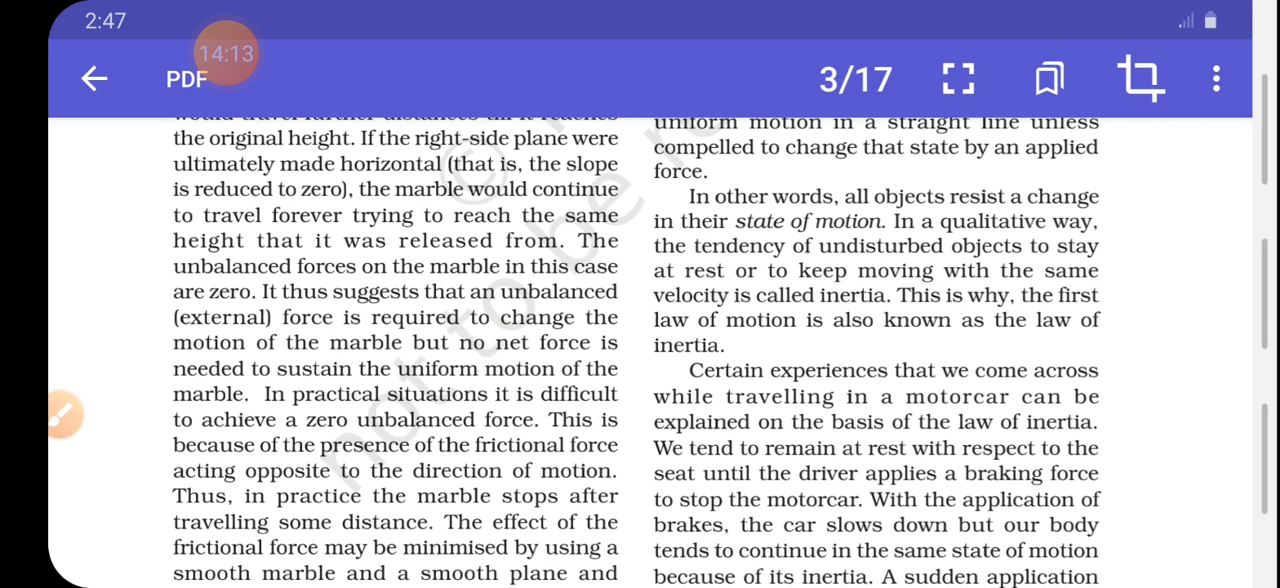 2:47
14:13
PDF
3/17
would travel further distances till it reaches
the original height. If the right-side plane were
ultimately made horizontal (that is, the slope
is reduced to zero), the marble would continue
to travel forever trying to reach the same
height that it was released from. The
unbalanced forces on the marble in this case
are zero. It thus suggests that an unbalanced
(external) force is required to change the
motion of the marble but no net force is
needed to sustain the uniform motion of the
marble. In practical situations it is difficult
to achieve a zero unbalanced force. This is
because of the presence of the frictional force
acting opposite to the direction of motion.
Thus, in practice the marble stops after
travelling some distance. The effect of the
frictional force may be minimised by using a
smooth marble and a smooth plane and
uniform motion in a straight line unless
compelled to change that state by an applied
force.
In other words, all objects resist a change
in their state of motion. In a qualitative way,
the tendency of undisturbed objects to stay
at rest or to keep moving with the same
velocity is called inertia. This is why, the first
law of motion is also known as the law of
inertia.
Certain experiences that we come across
while travelling in a motorcar can be
explained on the basis of the law of inertia.
We tend to remain at rest with respect to the
seat until the driver applies a braking force
to stop the motorcar. With the application of
brakes, the car slows down but our body
tends to continue in the same state of motion
because of its inertia. A sudden application
©
not to be re